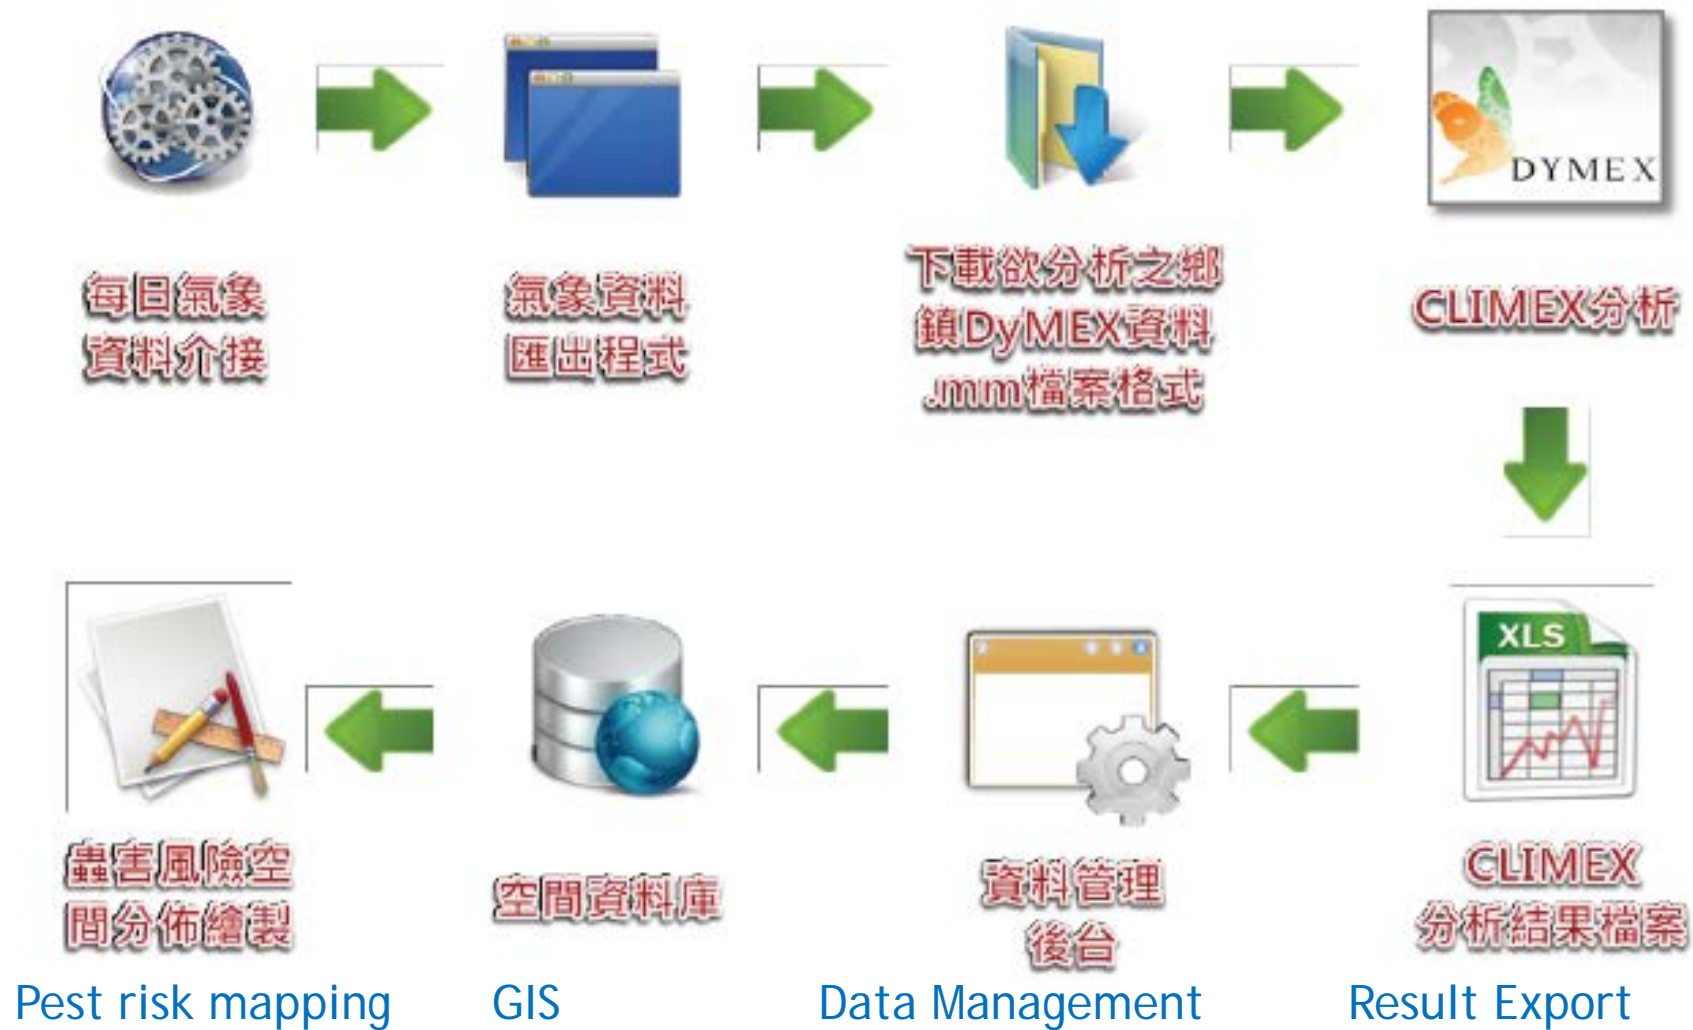 DYMEX
每日氣象
資料介接
氣象資料
匯出程式
下載欲分析之鄉
鎮DyMEX資料
.mm檔案格式
CLIMEX分析
XLS
蟲害風險空
間分佈繪製
空間資料庫
資料管理
後台
CLIMEX
分析結果檔案
Pest risk mapping
GIS
Data Management
Result Export